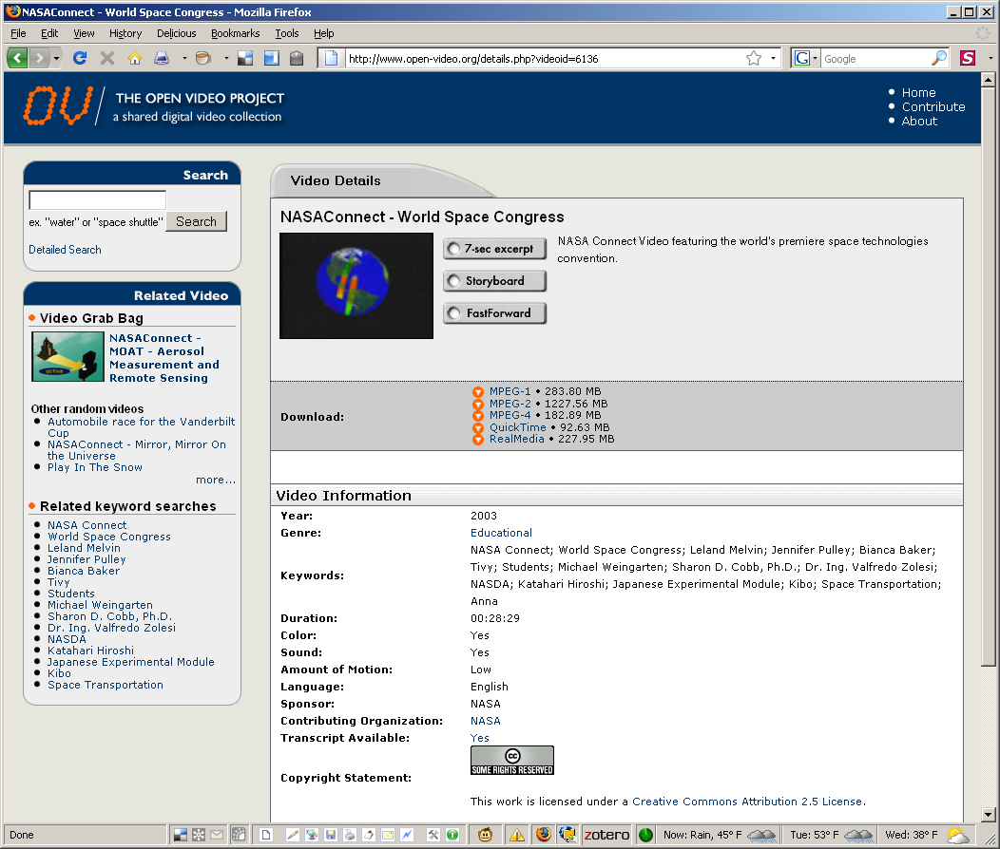 NASAConnect - World Space Congress - Mozilla Firefox
File Edit View History Delicious Bookmarks Tools Help
http://www.open-video.org/details.php?videoid=6136
G Google S
OV THE OPEN VIDEO PROJECT
a shared digital video collection
Home
Contribute
About
Search
ex. "water" or "space shuttle" Search
Detailed Search
Related Video
Video Grab Bag
active
NASAConnect -
MOAT - Aerosol
Measurement and
Remote Sensing
Other random videos
Automobile race for the Vanderbilt
Cup
NASAConnect - Mirror, Mirror On
the Universe
Play In The Snow
more...
Related keyword searches
NASA Connect
World Space Congress
Leland Melvin
Jennifer Pulley
Bianca Baker
Tivy
Students
Michael Weingarten
Sharon D. Cobb, Ph.D.
Dr. Ing. Valfredo Zolesi
NASDA
Katahari Hiroshi
Japanese Experimental Module
Kibo
Space Transportation
Video Details
NASAConnect - World Space Congress
7-sec excerpt
Storyboard
FastForward
NASA Connect Video featuring the world's premiere space technologies
convention.
Download:
MPEG-1 • 283.80 MB
MPEG-2 • 1227.56 MB
MPEG-4 • 182.89 MB
QuickTime • 92.63 MB
RealMedia • 227.95 MB
Video Information
Year: 2003
Genre: Educational
Keywords: NASA Connect; World Space Congress; Leland Melvin; Jennifer Pulley; Bianca Baker;
Tivy; Students; Michael Weingarten; Sharon D. Cobb, Ph.D.; Dr. Ing. Valfredo Zolesi;
NASDA; Katahari Hiroshi; Japanese Experimental Module; Kibo; Space Transportation;
Anna
Duration: 00:28:29
Color: Yes
Sound: Yes
Amount of Motion: Low
Language: English
Sponsor: NASA
Contributing Organization: NASA
Transcript Available: Yes
cc
SOME RIGHTS RESERVED
Copyright Statement:
This work is licensed under a Creative Commons Attribution 2.5 License.
Done zotero Now: Rain, 45° F Tue: 53° F Wed: 38° F